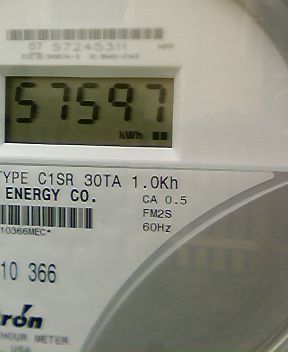 07 57245311
57597
kWh
TYPE C1SR 30TA 1.0Kh
ENERGY CO.
CA 0.5
FM2S
60Hz
10366MEC*
10 366
rón
HOUR METER
USA